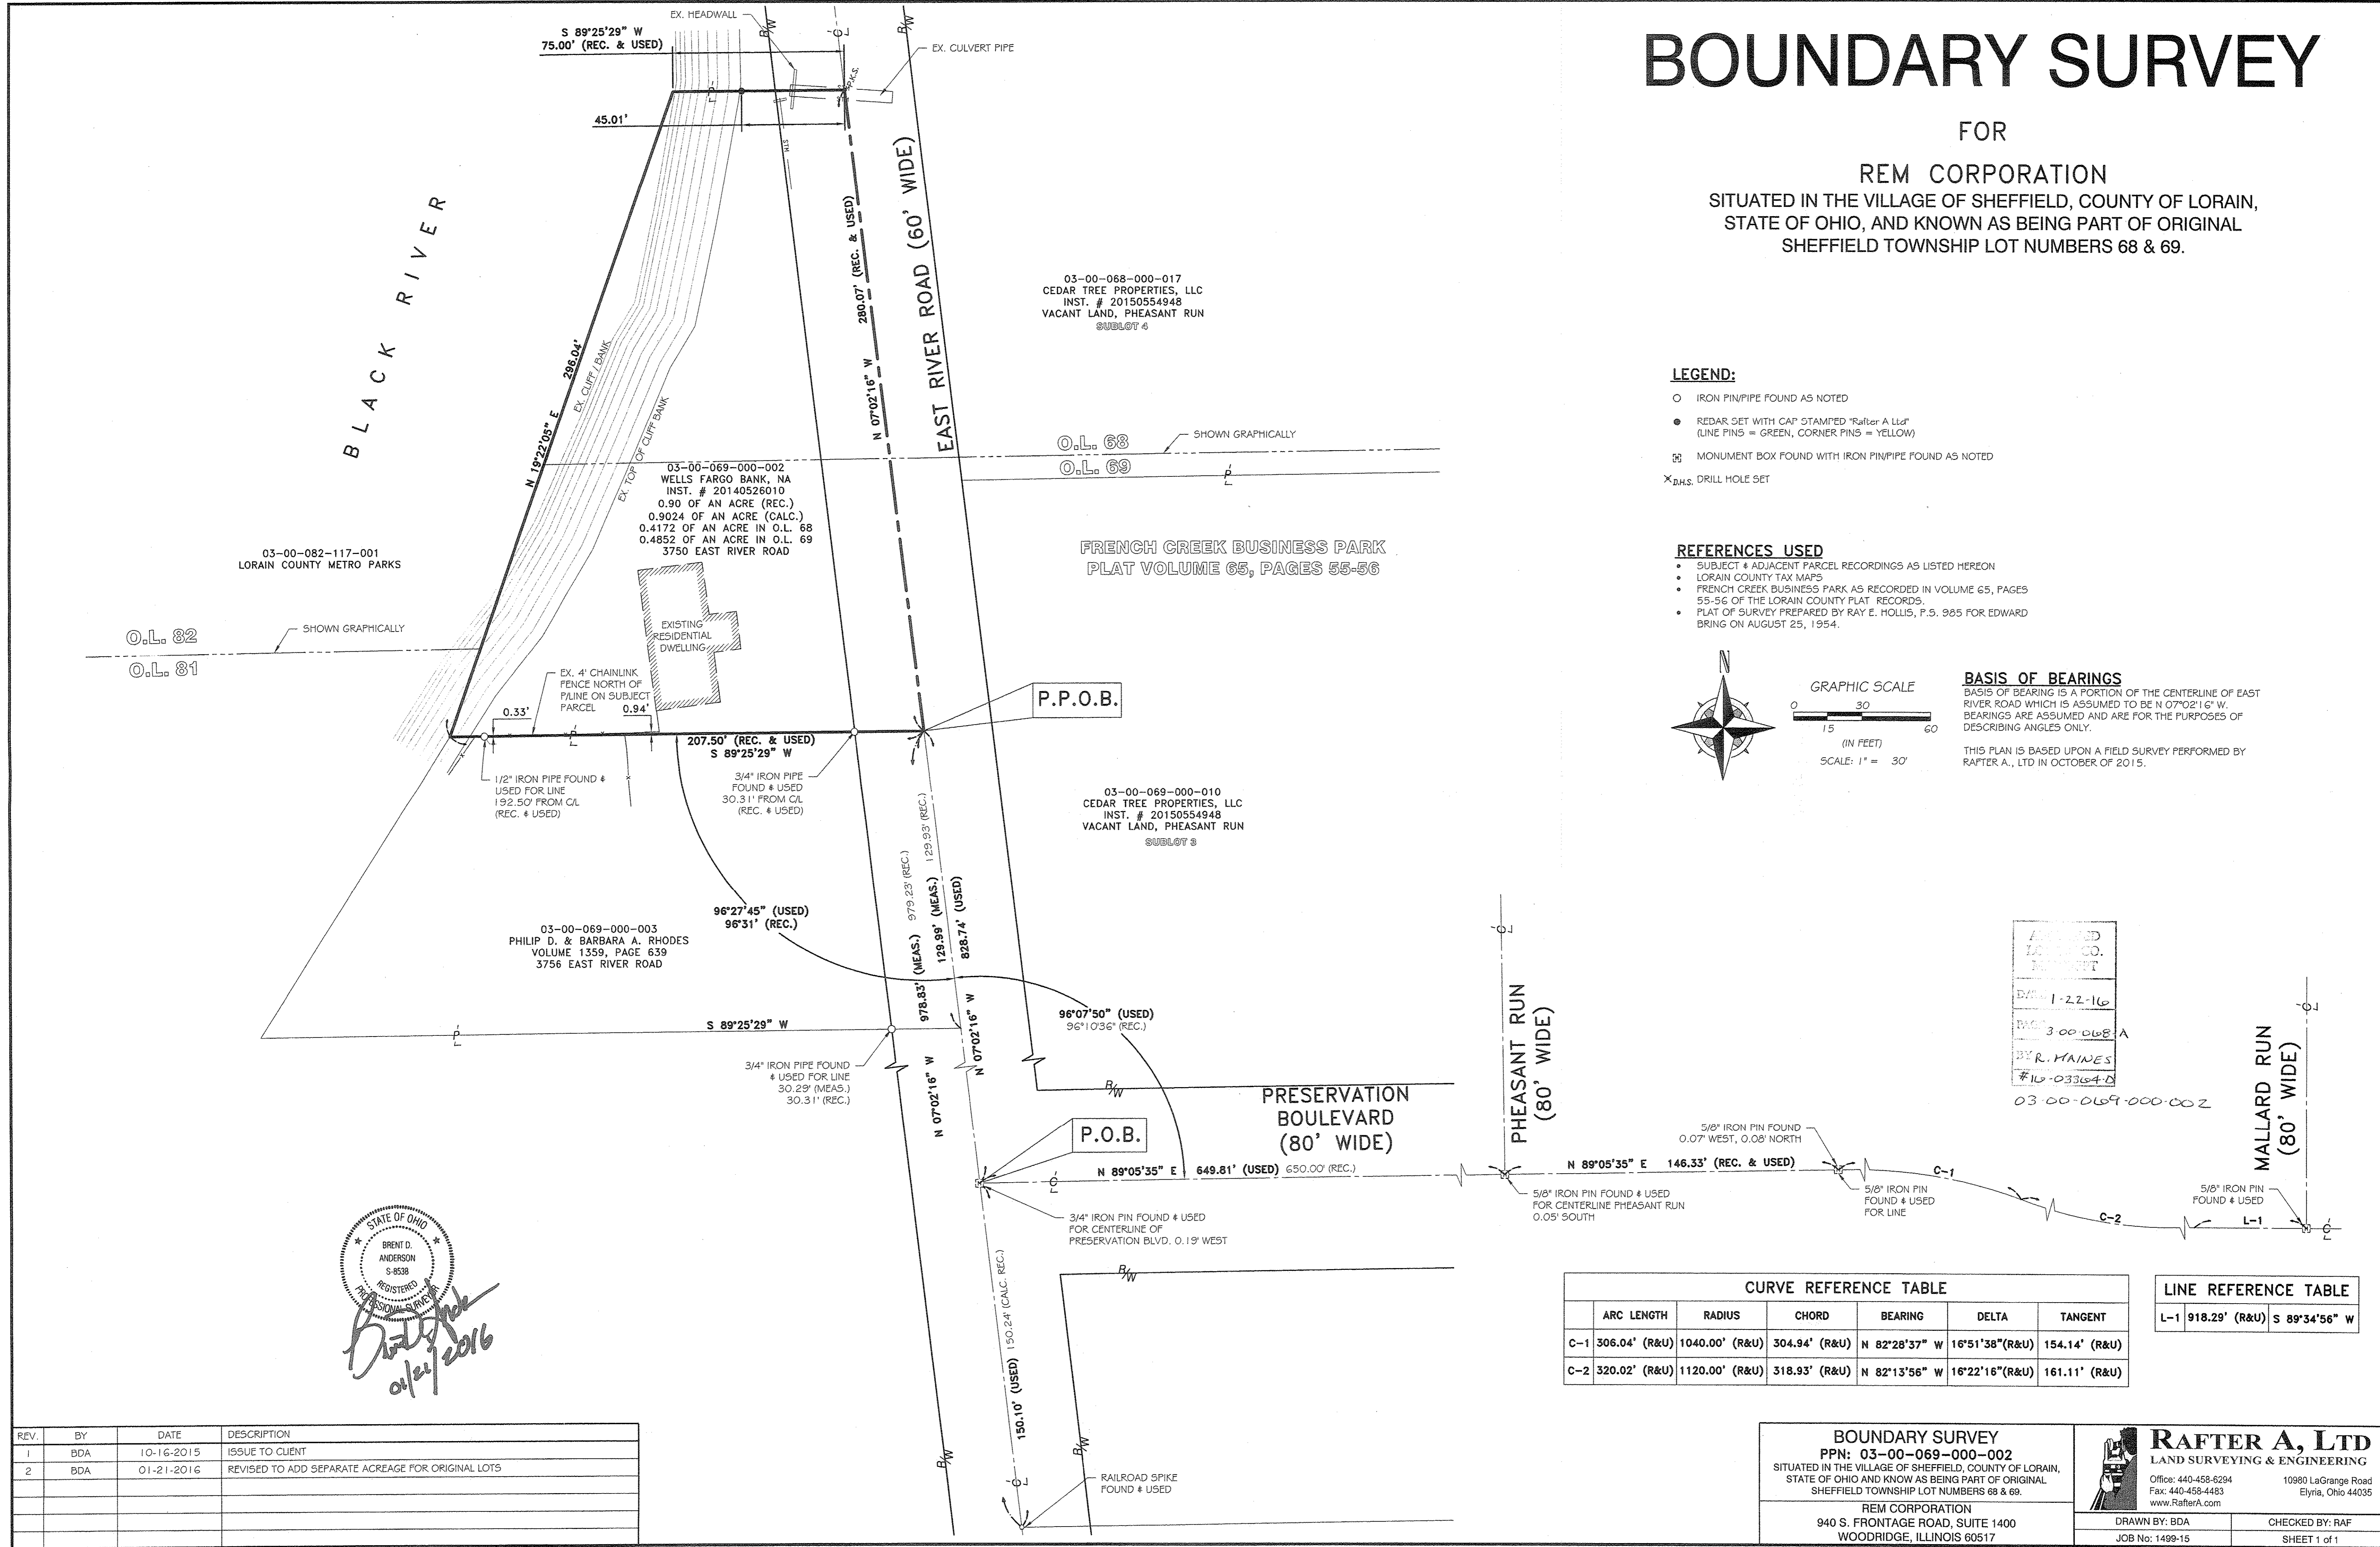 BOUNDARY SURVEY
FOR
REM CORPORATION
SITUATED IN THE VILLAGE OF SHEFFIELD, COUNTY OF LORAIN,
STATE OF OHIO, AND KNOWN AS BEING PART OF ORIGINAL
SHEFFIELD TOWNSHIP LOT NUMBERS 68 & 69.
EX. HEADWALL
S 89°25'29" W
75.00' (REC. & USED)
R/W
CL
R/W
EX. CULVERT PIPE
P.K.S.
PL
45.01'
STM
BLACK RIVER
296.04'
N 19°22'05" E
EX. CLIFF / BANK
EX. TOP OF CLIFF BANK
280.07' (REC. & USED)
N 07°02'16" W
EAST RIVER ROAD (60' WIDE)
03-00-068-000-017
CEDAR TREE PROPERTIES, LLC
INST. # 20150554948
VACANT LAND, PHEASANT RUN
SUBLOT 4
O.L. 68
O.L. 69
SHOWN GRAPHICALLY
PL
03-00-069-000-002
WELLS FARGO BANK, NA
INST. # 20140526010
0.90 OF AN ACRE (REC.)
0.9024 OF AN ACRE (CALC.)
0.4172 OF AN ACRE IN O.L. 68
0.4852 OF AN ACRE IN O.L. 69
3750 EAST RIVER ROAD
FRENCH CREEK BUSINESS PARK
PLAT VOLUME 65, PAGES 55-56
03-00-082-117-001
LORAIN COUNTY METRO PARKS
O.L. 82
O.L. 81
SHOWN GRAPHICALLY
EXISTING
RESIDENTIAL
DWELLING
EX. 4' CHAINLINK
FENCE NORTH OF
P/LINE ON SUBJECT
PARCEL
0.33'
0.94'
PL
207.50' (REC. & USED)
S 89°25'29" W
P.P.O.B.
1/2" IRON PIPE FOUND &
USED FOR LINE
192.50' FROM C/L
(REC. & USED)
3/4" IRON PIPE
FOUND & USED
30.31' FROM C/L
(REC. & USED)
03-00-069-000-010
CEDAR TREE PROPERTIES, LLC
INST. # 20150554948
VACANT LAND, PHEASANT RUN
SUBLOT 3
978.83' (MEAS.) 979.23' (REC.)
129.99' (MEAS.) 129.93' (REC.)
828.74' (USED)
96°27'45" (USED)
96°31' (REC.)
03-00-069-000-003
PHILIP D. & BARBARA A. RHODES
VOLUME 1359, PAGE 639
3756 EAST RIVER ROAD
S 89°25'29" W
PL
3/4" IRON PIPE FOUND
& USED FOR LINE
30.29' (MEAS.)
30.31' (REC.)
N 07°02'16" W
N 07°02'16" W
96°07'50" (USED)
96°10'36" (REC.)
R/W
PRESERVATION
BOULEVARD
(80' WIDE)
P.O.B.
CL
N 89°05'35" E 649.81' (USED) 650.00' (REC.)
3/4" IRON PIN FOUND & USED
FOR CENTERLINE OF
PRESERVATION BLVD. 0.19' WEST
R/W
150.10' (USED) 150.24' (CALC. REC.)
R/W
R/W
CL
RAILROAD SPIKE
FOUND & USED
CL
PHEASANT RUN
(80' WIDE)
5/8" IRON PIN FOUND & USED
FOR CENTERLINE PHEASANT RUN
0.05' SOUTH
N 89°05'35" E 146.33' (REC. & USED)
5/8" IRON PIN FOUND
0.07' WEST, 0.08' NORTH
5/8" IRON PIN
FOUND & USED
FOR LINE
C-1
C-2
L-1
5/8" IRON PIN
FOUND & USED
CL
CL
MALLARD RUN
(80' WIDE)
LEGEND:
IRON PIN/PIPE FOUND AS NOTED
REBAR SET WITH CAP STAMPED "Rafter A Ltd"
(LINE PINS = GREEN, CORNER PINS = YELLOW)
MONUMENT BOX FOUND WITH IRON PIN/PIPE FOUND AS NOTED
D.H.S. DRILL HOLE SET
REFERENCES USED
• SUBJECT & ADJACENT PARCEL RECORDINGS AS LISTED HEREON
• LORAIN COUNTY TAX MAPS
• FRENCH CREEK BUSINESS PARK AS RECORDED IN VOLUME 65, PAGES
55-56 OF THE LORAIN COUNTY PLAT RECORDS.
• PLAT OF SURVEY PREPARED BY RAY E. HOLLIS, P.S. 985 FOR EDWARD
BRING ON AUGUST 25, 1954.
N
GRAPHIC SCALE
0 30
15 60
(IN FEET)
SCALE: 1" = 30'
BASIS OF BEARINGS
BASIS OF BEARING IS A PORTION OF THE CENTERLINE OF EAST
RIVER ROAD WHICH IS ASSUMED TO BE N 07°02'16" W.
BEARINGS ARE ASSUMED AND ARE FOR THE PURPOSES OF
DESCRIBING ANGLES ONLY.
THIS PLAN IS BASED UPON A FIELD SURVEY PERFORMED BY
RAFTER A., LTD IN OCTOBER OF 2015.
CO.
1-22-16
3-00-068 A
BY R. HAINES
#16-03364-D
03-00-069-000-002
STATE OF OHIO
BRENT D.
ANDERSON
S-8538
REGISTERED
PROFESSIONAL SURVEYOR
01/21/2016
CURVE REFERENCE TABLE
ARC LENGTH RADIUS CHORD BEARING DELTA TANGENT
C-1 306.04' (R&U) 1040.00' (R&U) 304.94' (R&U) N 82°28'37" W 16°51'38"(R&U) 154.14' (R&U)
C-2 320.02' (R&U) 1120.00' (R&U) 318.93' (R&U) N 82°13'56" W 16°22'16"(R&U) 161.11' (R&U)
LINE REFERENCE TABLE
L-1 918.29' (R&U) S 89°34'56" W
REV. BY DATE DESCRIPTION
1 BDA 10-16-2015 ISSUE TO CLIENT
2 BDA 01-21-2016 REVISED TO ADD SEPARATE ACREAGE FOR ORIGINAL LOTS
BOUNDARY SURVEY
PPN: 03-00-069-000-002
SITUATED IN THE VILLAGE OF SHEFFIELD, COUNTY OF LORAIN,
STATE OF OHIO AND KNOW AS BEING PART OF ORIGINAL
SHEFFIELD TOWNSHIP LOT NUMBERS 68 & 69.
REM CORPORATION
940 S. FRONTAGE ROAD, SUITE 1400
WOODRIDGE, ILLINOIS 60517
RAFTER A, LTD
LAND SURVEYING & ENGINEERING
Office: 440-458-6294 10980 LaGrange Road
Fax: 440-458-4483 Elyria, Ohio 44035
www.RafterA.com
DRAWN BY: BDA CHECKED BY: RAF
JOB No: 1499-15 SHEET 1 of 1